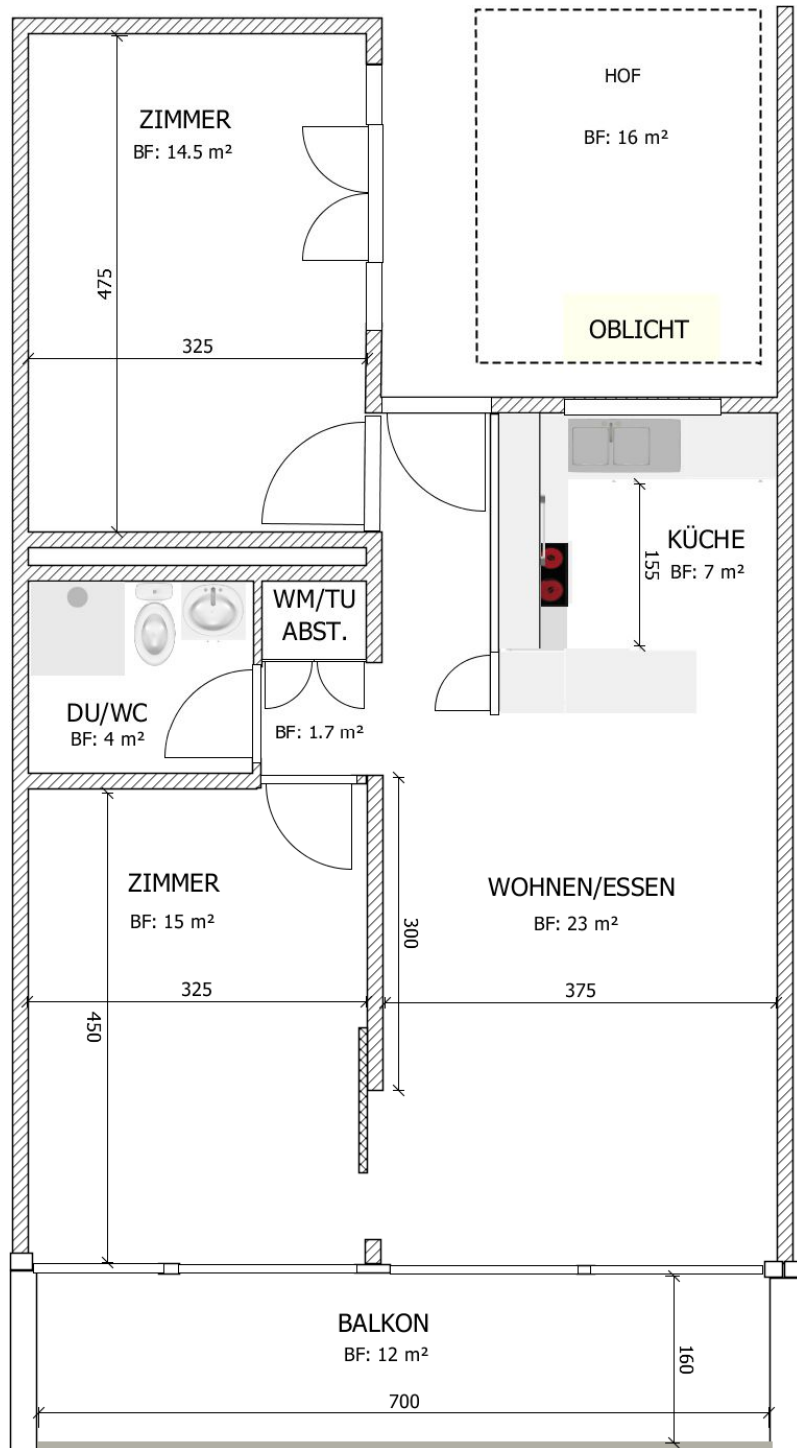 HOF
BF: 16 m²
OBLICHT
ZIMMER
BF: 14.5 m²
475
325
KÜCHE
BF: 7 m²
155
WM/TU
ABST.
DU/WC
BF: 4 m²
BF: 1.7 m²
ZIMMER
BF: 15 m²
325
450
WOHNEN/ESSEN
BF: 23 m²
300
375
BALKON
BF: 12 m²
160
700